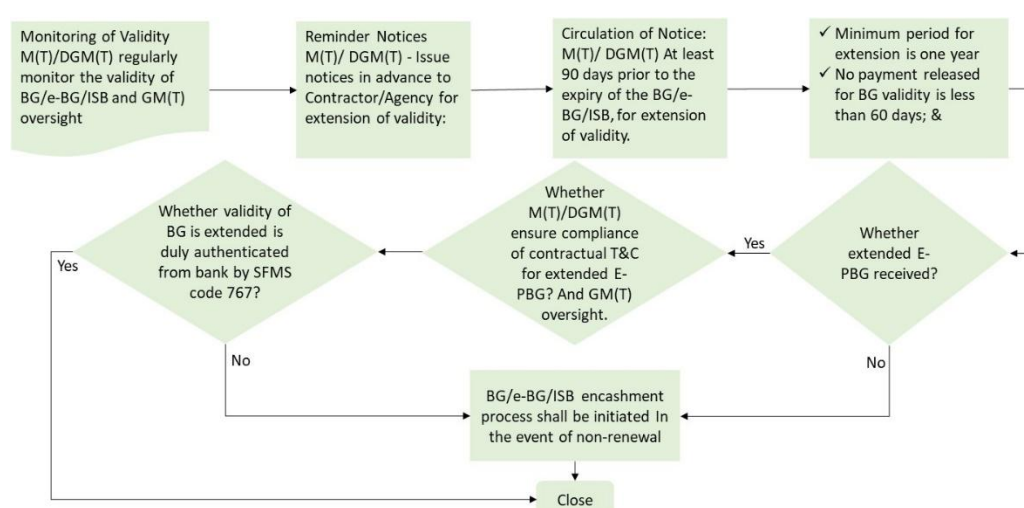 Monitoring of Validity
M(T)/DGM(T) regularly
monitor the validity of
BG/e-BG/ISB and GM(T)
oversight
Reminder Notices
M(T)/ DGM(T) - Issue
notices in advance to
Contractor/Agency for
extension of validity:
Circulation of Notice:
M(T)/ DGM(T) At least
90 days prior to the
expiry of the BG/e-
BG/ISB, for extension
of validity.
✓ Minimum period for
extension is one year
✓ No payment released
for BG validity is less
than 60 days; &
Whether
extended E-
PBG received?
Yes
No
Whether
M(T)/DGM(T)
ensure compliance
of contractual T&C
for extended E-
PBG? And GM(T)
oversight.
Whether validity of
BG is extended is
duly authenticated
from bank by SFMS
code 767?
Yes
No
BG/e-BG/ISB encashment
process shall be initiated In
the event of non-renewal
Close